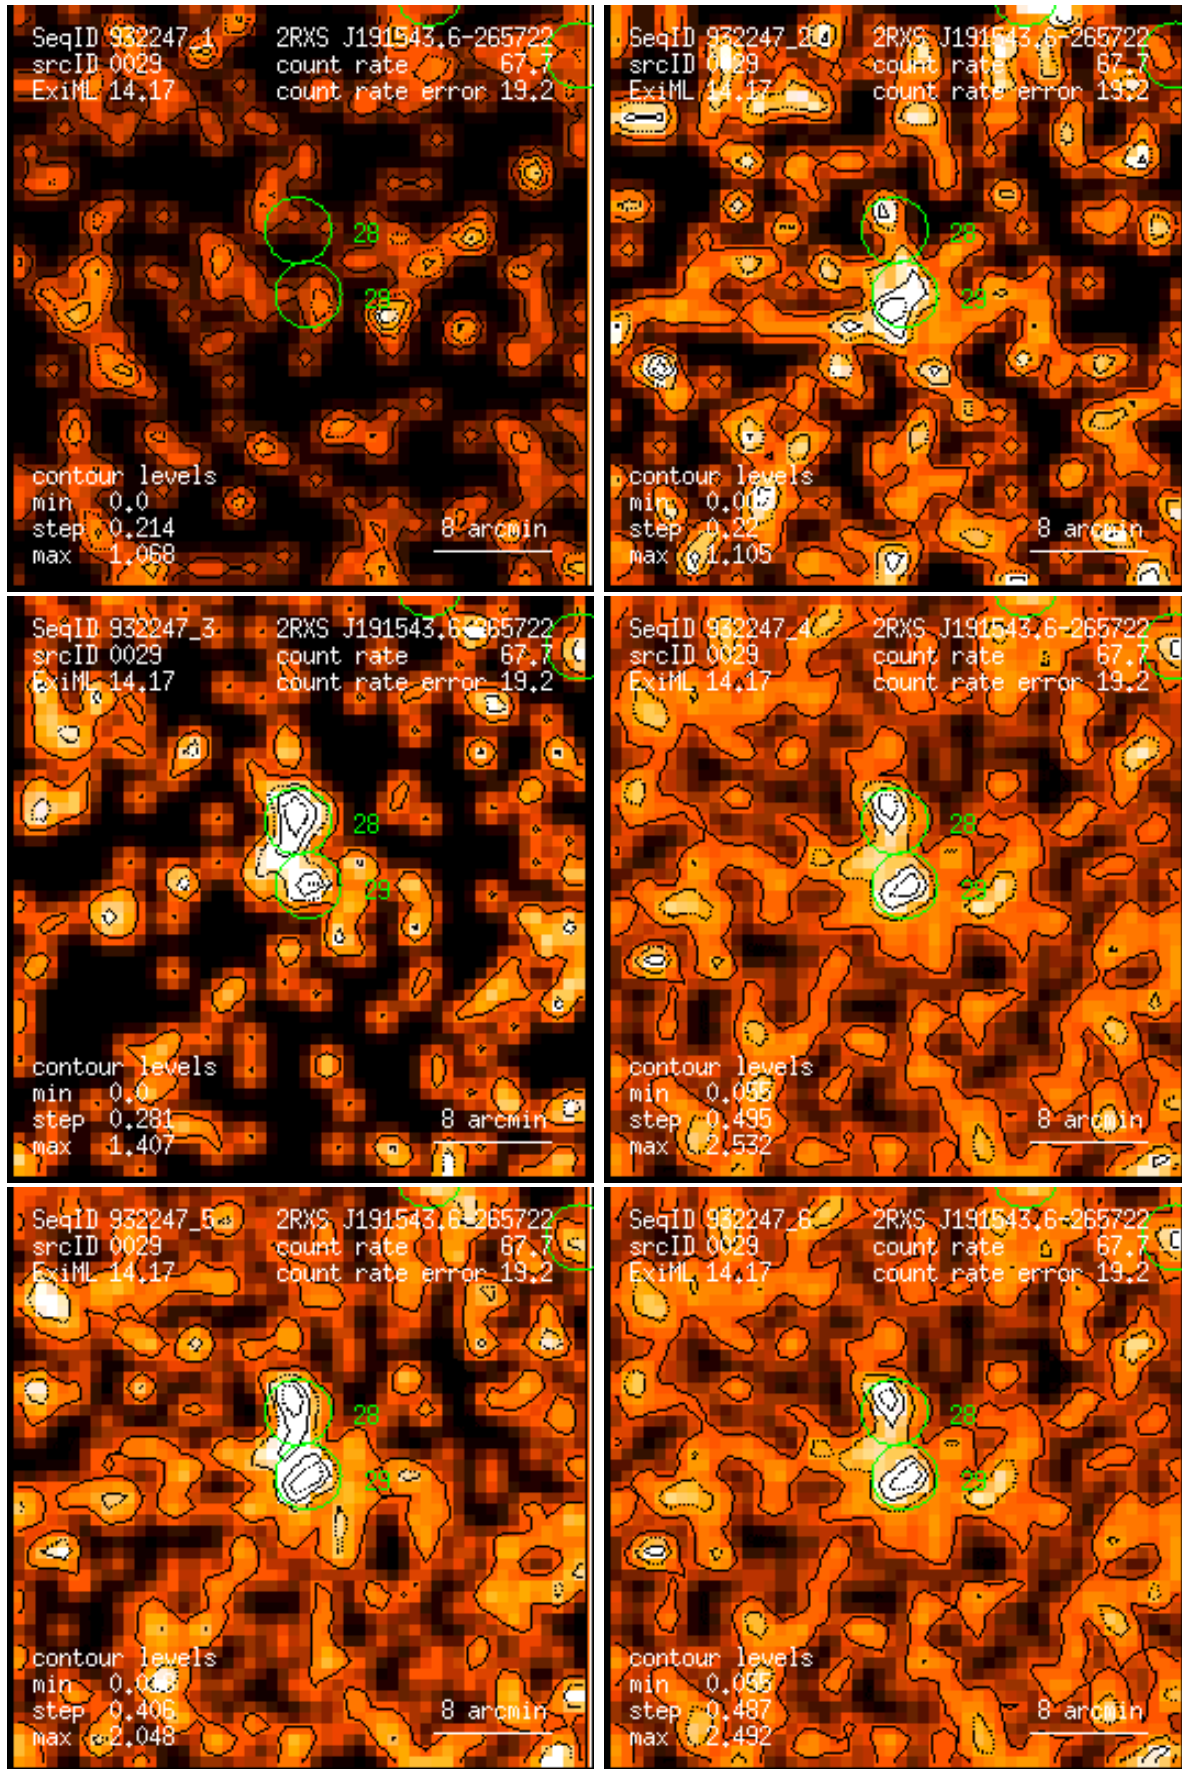 SeqID 932247_1 2RXS J191543.6-265722
srcID 0029 count rate 67.7
ExiML 14.17 count rate error 19.2
28
29
contour levels
min 0.0
step 0.214 8 arcmin
max 1.068
SeqID 932247_2 2RXS J191543.6-265722
srcID 0029 count rate 67.7
ExiML 14.17 count rate error 19.2
28
29
contour levels
min
step 0.22 8 arcmin
max 1.105
SeqID 932247_3 2RXS J191543.6-265722
srcID 0029 count rate 67.7
ExiML 14.17 count rate error 19.2
28
29
contour levels
min 0.0
step 0.281 8 arcmin
max 1.407
SeqID 932247_4 2RXS J191543.6-265722
srcID 0029 count rate 67.7
ExiML 14.17 count rate error 19.2
28
29
contour levels
min 0.055
step 0.495 8 arcmin
max 2.532
SeqID 932247_5 2RXS J191543.6-265722
srcID 0029 count rate 67.7
ExiML 14.17 count rate error 19.2
28
29
contour levels
min
step 0.406 8 arcmin
max 2.048
SeqID 932247_6 2RXS J191543.6-265722
srcID 0029 count rate 67.7
ExiML 14.17 count rate error 19.2
28
29
contour levels
min 0.055
step 0.487 8 arcmin
max 2.492